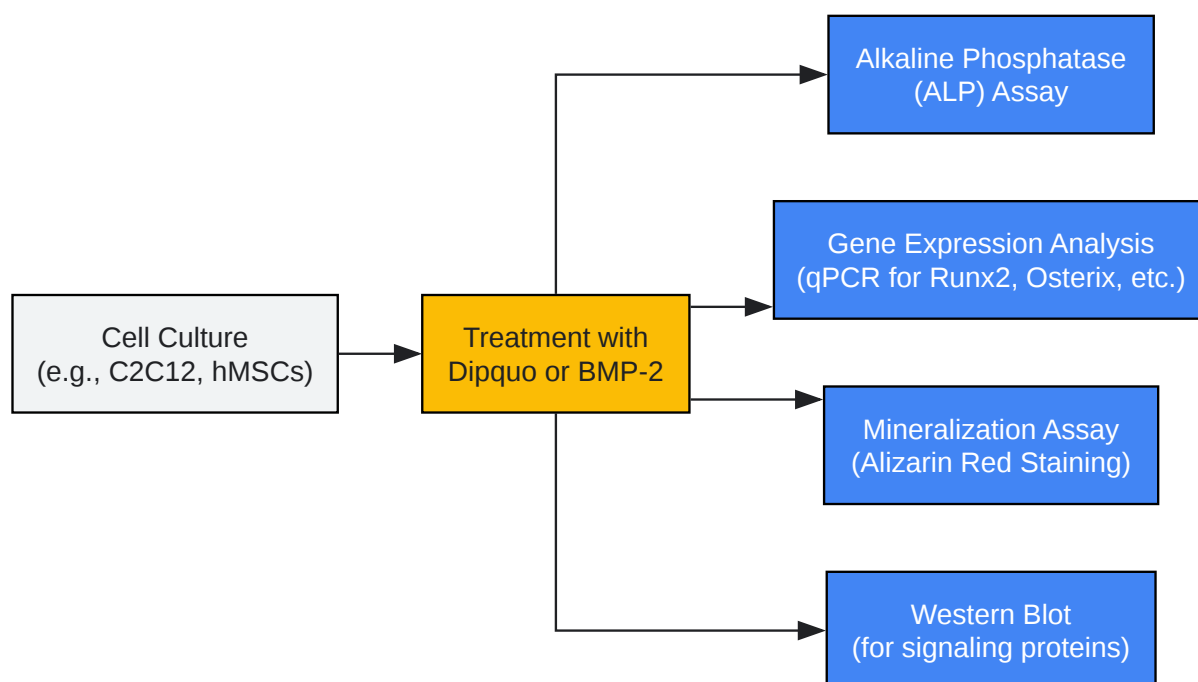 Alkaline Phosphatase
(ALP) Assay
Gene Expression Analysis
(qPCR for Runx2, Osterix, etc.)
Cell Culture
(e.g., C2C12, hMSCs)
Treatment with
Dipquo or BMP-2
Mineralization Assay
(Alizarin Red Staining)
Western Blot
(for signaling proteins)